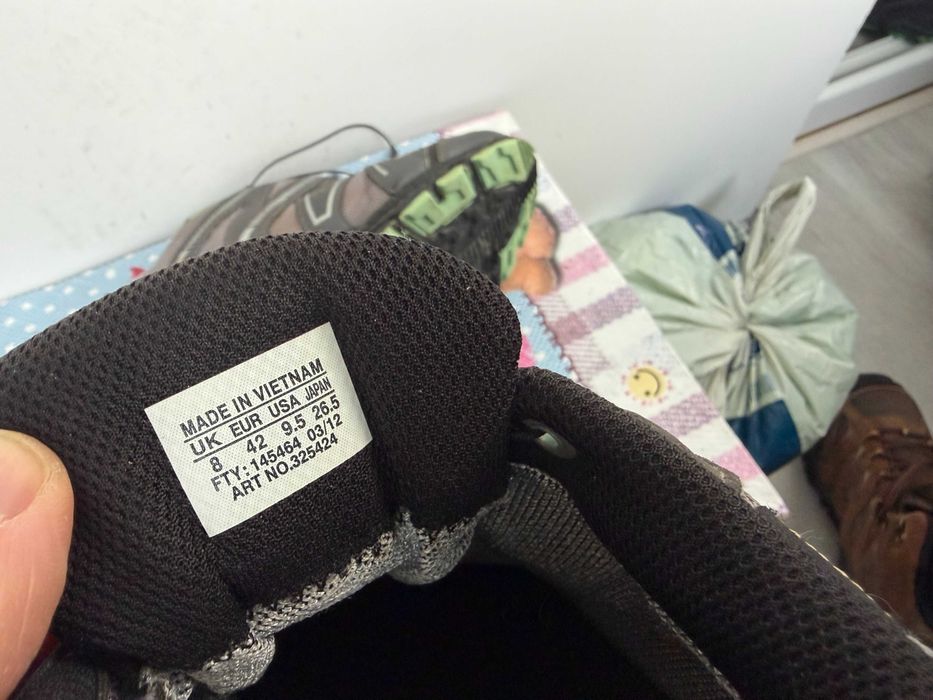 MADE IN VIETNAM
UK EUR USA JAPAN
8 42 9.5 26.5
FTY: 145464 03/12
ART NO.325424